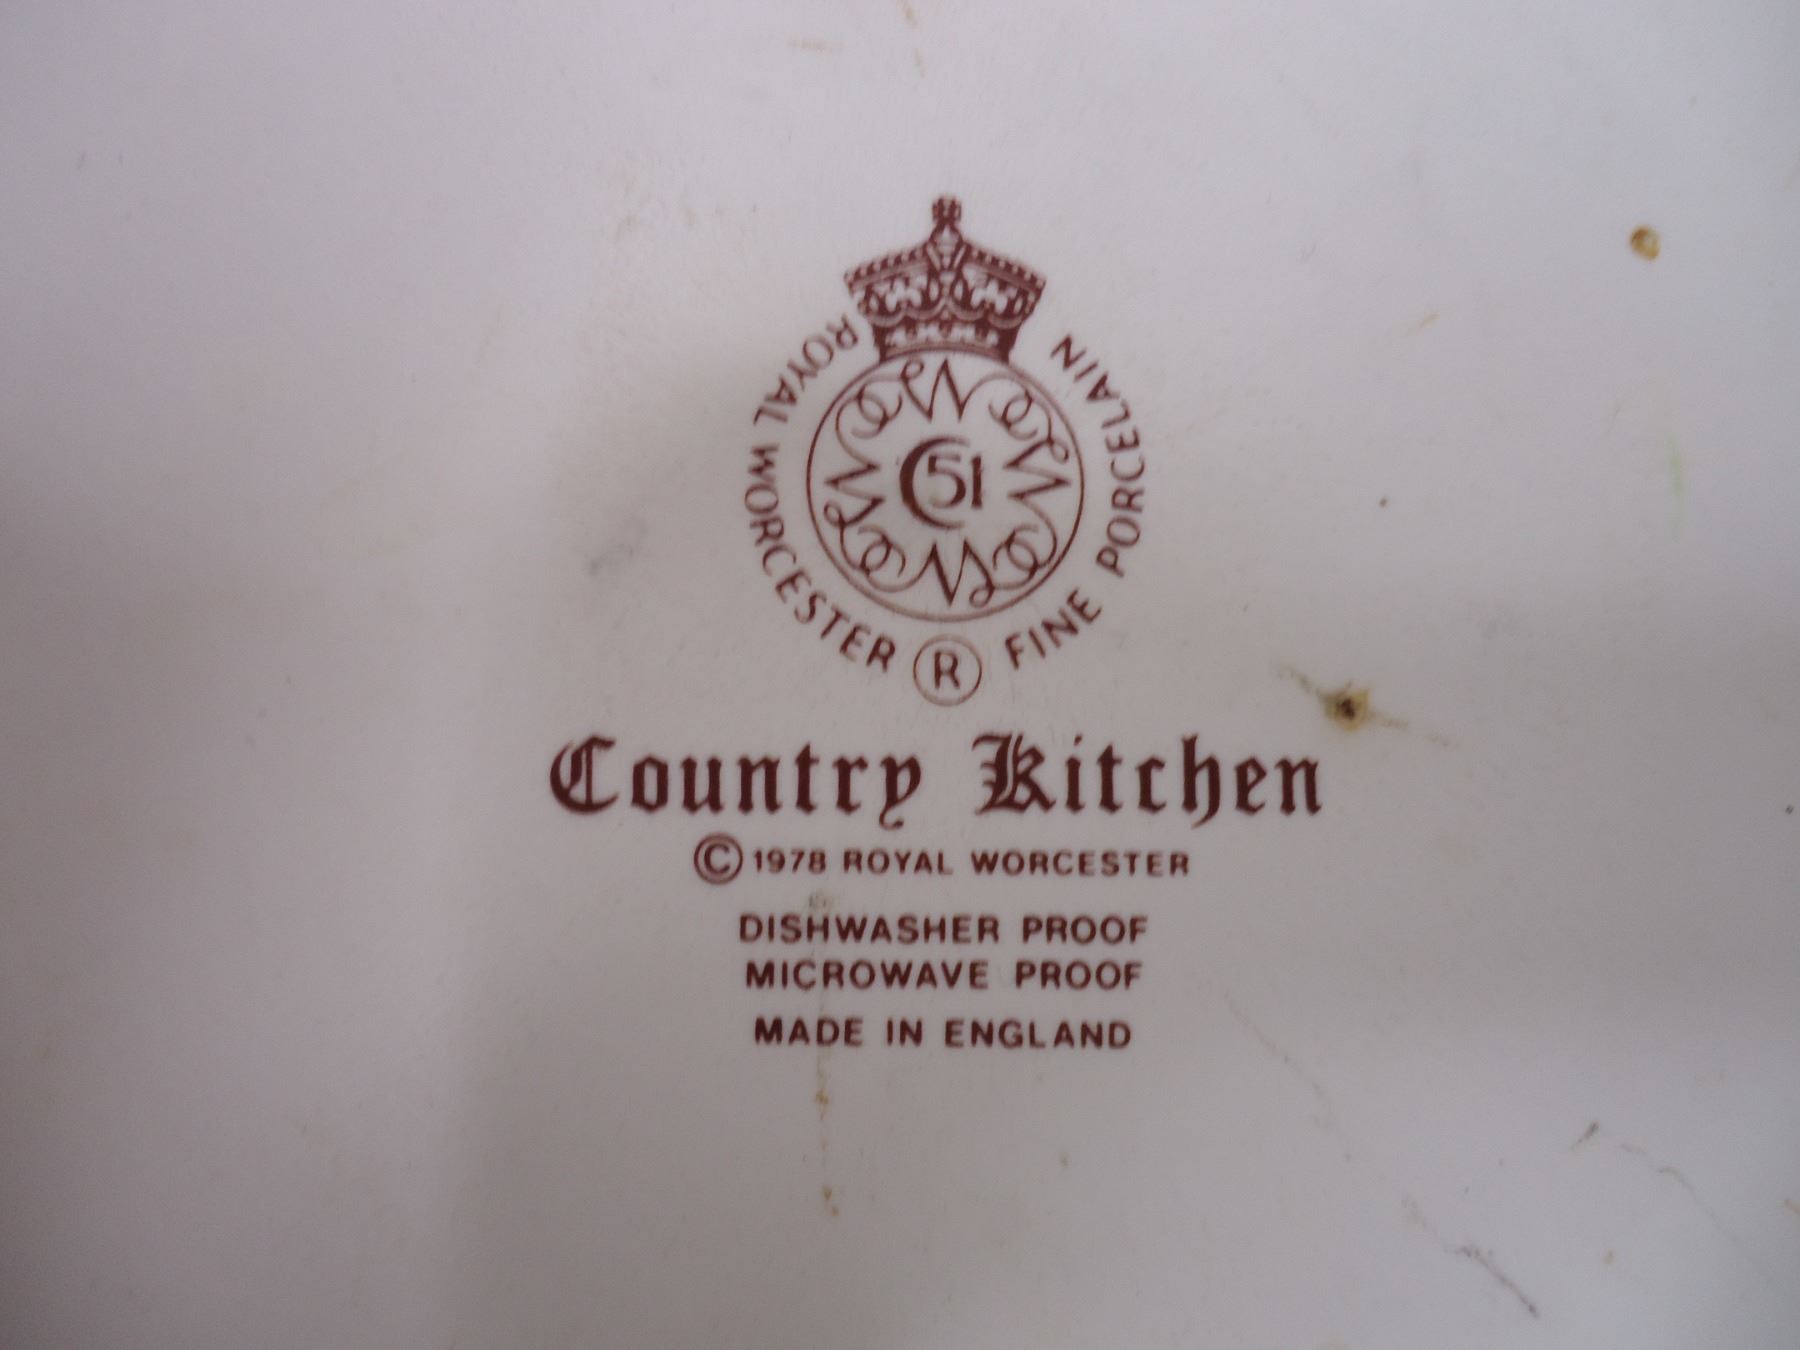 ROYAL WORCESTER ® FINE PORCELAIN
C 51
Country Kitchen
© 1978 ROYAL WORCESTER
DISHWASHER PROOF
MICROWAVE PROOF
MADE IN ENGLAND